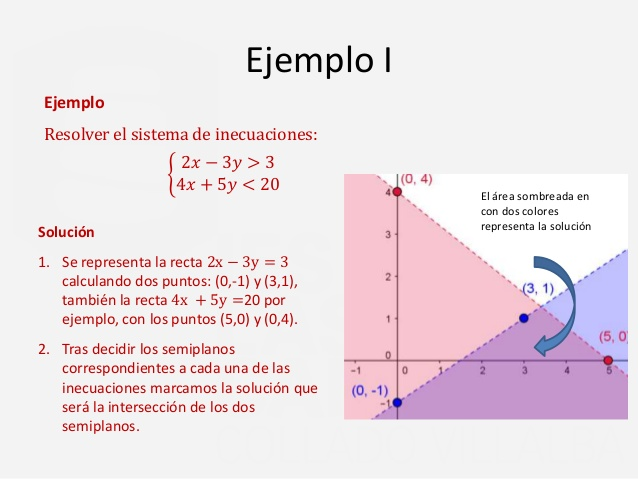 Ejemplo I
Ejemplo
Resolver el sistema de inecuaciones:
2x − 3y > 3
4x + 5y < 20
Solución
1. Se representa la recta 2x − 3y = 3
calculando dos puntos: (0,-1) y (3,1),
también la recta 4x + 5y =20 por
ejemplo, con los puntos (5,0) y (0,4).
2. Tras decidir los semiplanos
correspondientes a cada una de las
inecuaciones marcamos la solución que
será la intersección de los dos
semiplanos.
El área sombreada en
con dos colores
representa la solución
(0, 4)
4
3
2
(3, 1)
1
(5, 0)
0
−1 0 1 2 3 4 5
(0, -1)
−1